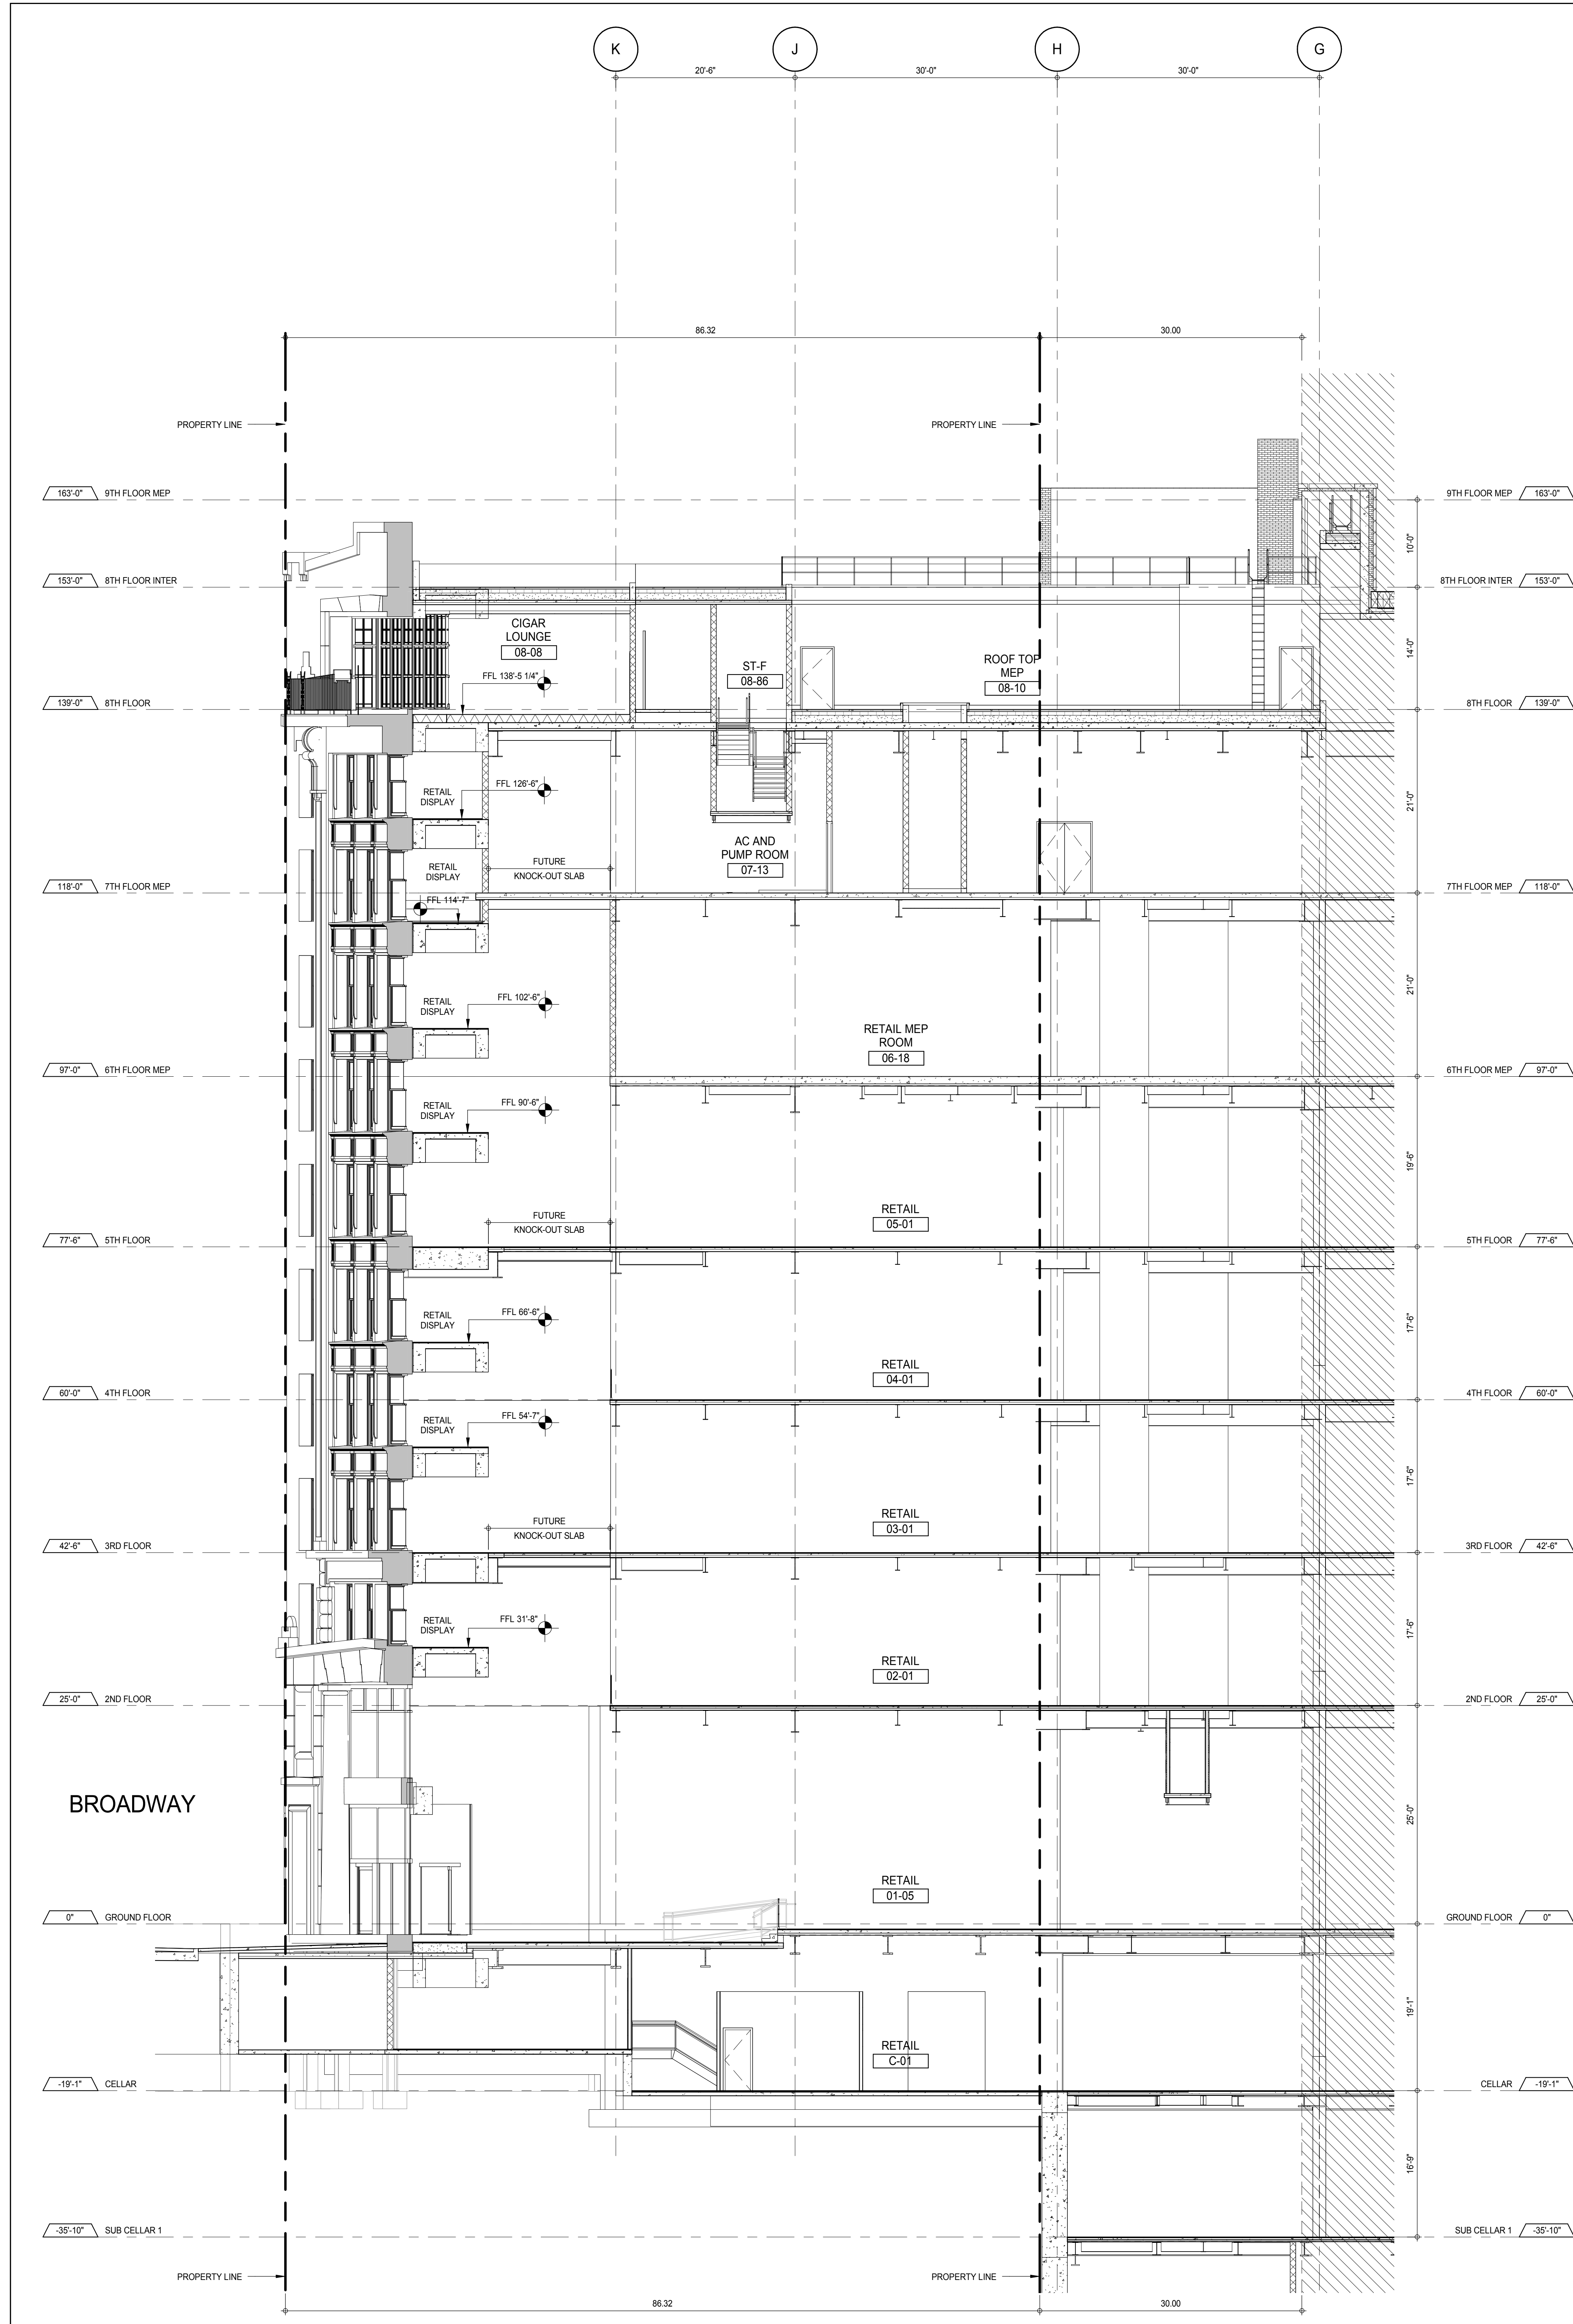 K
J
H
G
20'-6"
30'-0"
30'-0"
86.32
30.00
PROPERTY LINE
PROPERTY LINE
163'-0"
9TH FLOOR MEP
9TH FLOOR MEP
163'-0"
10'-0"
153'-0"
8TH FLOOR INTER
8TH FLOOR INTER
153'-0"
CIGAR
LOUNGE
08-08
14'-0"
ST-F
08-86
ROOF TOP
MEP
08-10
FFL 138'-5 1/4"
139'-0"
8TH FLOOR
8TH FLOOR
139'-0"
FFL 126'-6"
RETAIL
DISPLAY
21'-0"
AC AND
PUMP ROOM
07-13
RETAIL
DISPLAY
FUTURE
KNOCK-OUT SLAB
118'-0"
7TH FLOOR MEP
7TH FLOOR MEP
118'-0"
FFL 114'-7"
21'-0"
FFL 102'-6"
RETAIL
DISPLAY
RETAIL MEP
ROOM
06-18
97'-0"
6TH FLOOR MEP
6TH FLOOR MEP
97'-0"
FFL 90'-6"
RETAIL
DISPLAY
19'-6"
RETAIL
05-01
FUTURE
KNOCK-OUT SLAB
77'-6"
5TH FLOOR
5TH FLOOR
77'-6"
FFL 66'-6"
RETAIL
DISPLAY
17'-6"
RETAIL
04-01
60'-0"
4TH FLOOR
4TH FLOOR
60'-0"
FFL 54'-7"
RETAIL
DISPLAY
17'-6"
RETAIL
03-01
FUTURE
KNOCK-OUT SLAB
42'-6"
3RD FLOOR
3RD FLOOR
42'-6"
FFL 31'-8"
RETAIL
DISPLAY
17'-6"
RETAIL
02-01
25'-0"
2ND FLOOR
2ND FLOOR
25'-0"
BROADWAY
25'-0"
RETAIL
01-05
0"
GROUND FLOOR
GROUND FLOOR
0"
19'-1"
RETAIL
C-01
-19'-1"
CELLAR
CELLAR
-19'-1"
16'-9"
-35'-10"
SUB CELLAR 1
SUB CELLAR 1
-35'-10"
PROPERTY LINE
PROPERTY LINE
86.32
30.00